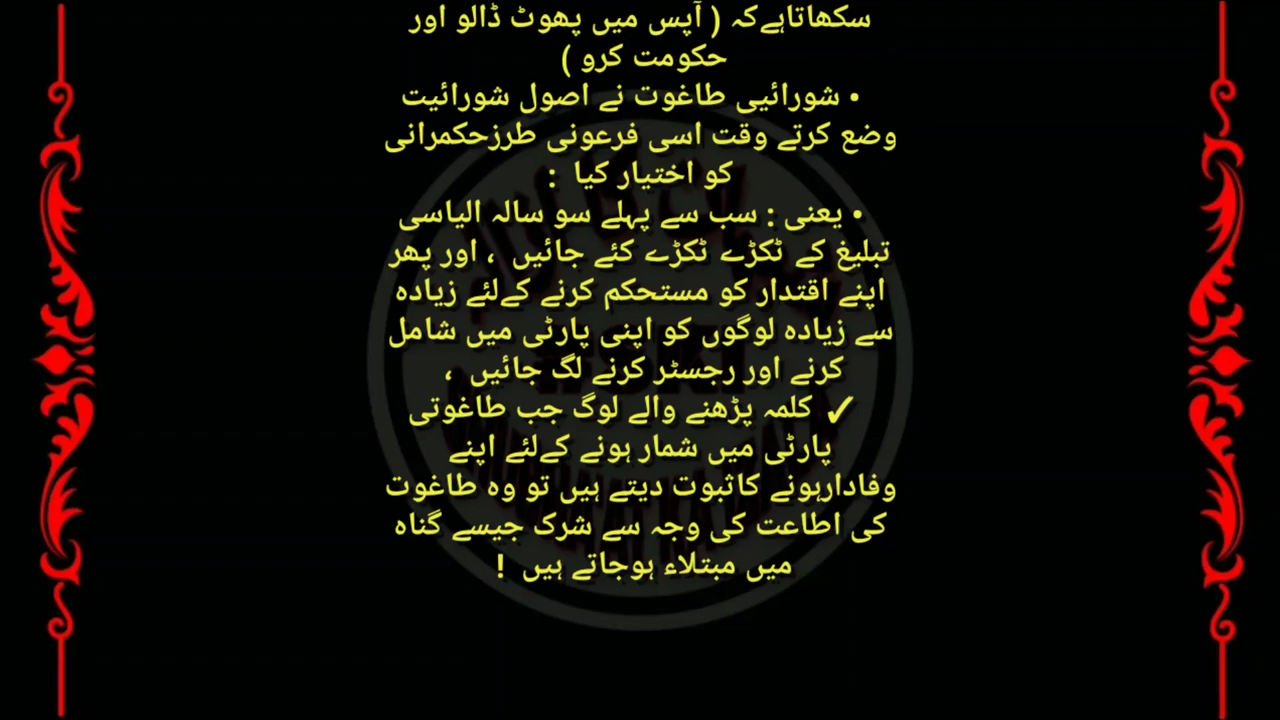 سکھاتاہےکہ ( آپس میں پھوٹ ڈالو اور
حکومت کرو )
• شورائیی طاغوت نے اصول شورائیت
وضع کرتے وقت اسی فرعونی طرزحکمرانی
کو اختیار کیا :
• یعنی : سب سے پہلے سو سالہ الیاسی
تبلیغ کے ٹکڑے ٹکڑے کئے جائیں ، اور پھر
اپنے اقتدار کو مستحکم کرنے کےلئے زیادہ
سے زیادہ لوگوں کو اپنی پارٹی میں شامل
کرنے اور رجسٹر کرنے لگ جائیں ،
✓ کلمہ پڑھنے والے لوگ جب طاغوتی
پارٹی میں شمار ہونے کےلئے اپنے
وفادارہونے کاثبوت دیتے ہیں تو وہ طاغوت
کی اطاعت کی وجہ سے شرک جیسے گناہ
میں مبتلاء ہوجاتے ہیں !